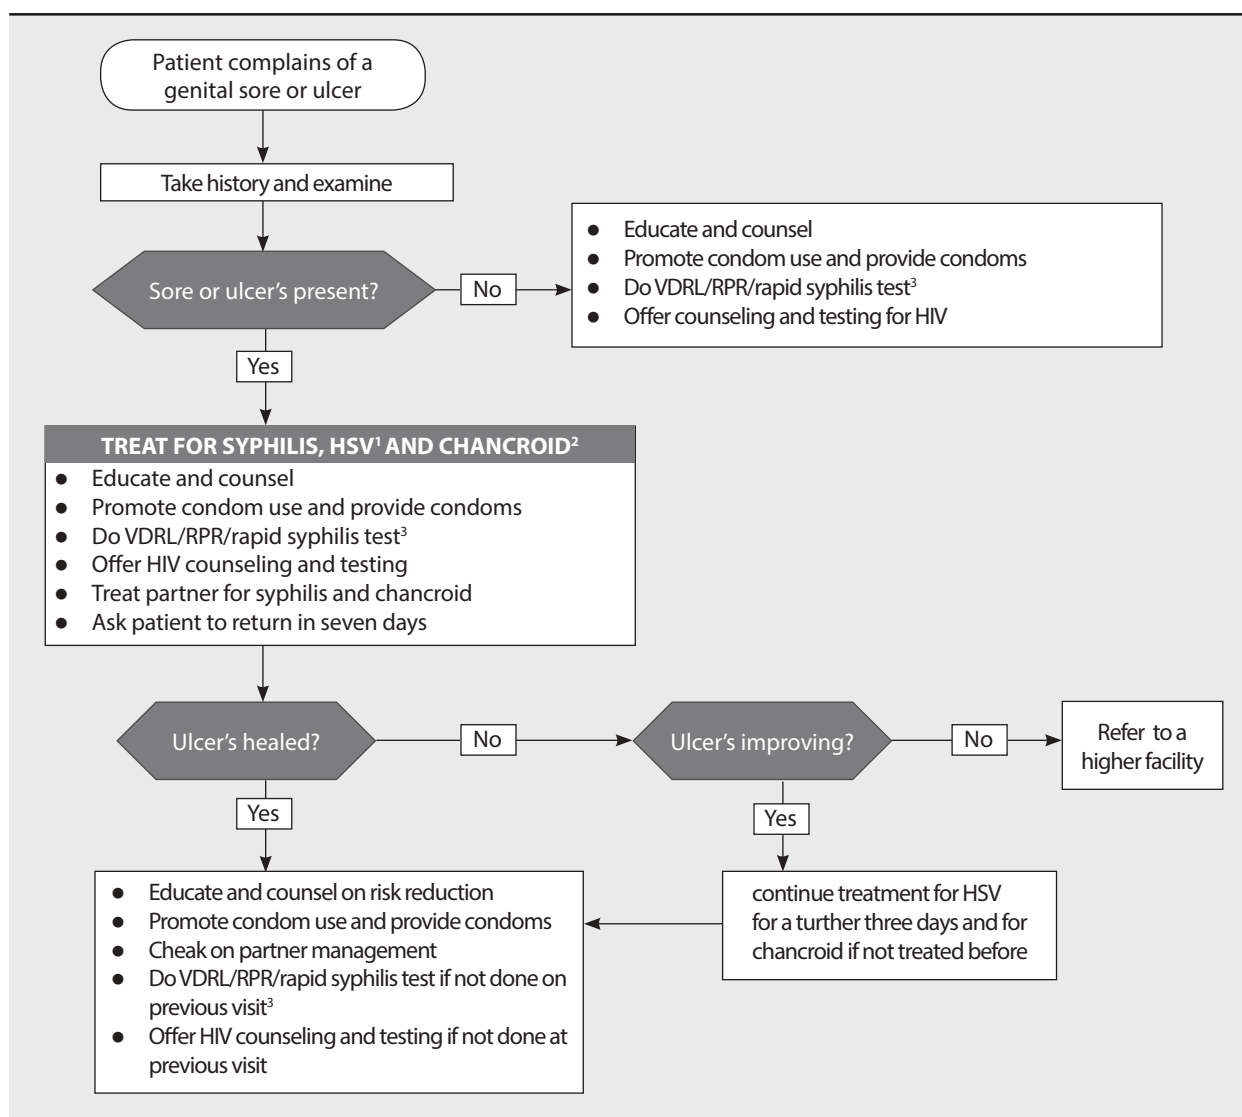 Patient complains of a
genital sore or ulcer
Take history and examine
Sore or ulcer's present?
No
● Educate and counsel
● Promote condom use and provide condoms
● Do VDRL/RPR/rapid syphilis test³
● Offer counseling and testing for HIV
Yes
TREAT FOR SYPHILIS, HSV¹ AND CHANCROID²
● Educate and counsel
● Promote condom use and provide condoms
● Do VDRL/RPR/rapid syphilis test³
● Offer HIV counseling and testing
● Treat partner for syphilis and chancroid
● Ask patient to return in seven days
Ulcer's healed?
No
Ulcer's improving?
No
Refer to a
higher facility
Yes
Yes
● Educate and counsel on risk reduction
● Promote condom use and provide condoms
● Cheak on partner management
● Do VDRL/RPR/rapid syphilis test if not done on
previous visit³
● Offer HIV counseling and testing if not done at
previous visit
continue treatment for HSV
for a turther three days and for
chancroid if not treated before